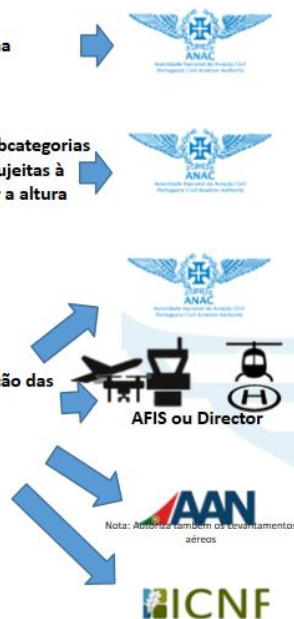 na
ANAC
Autoridade Nacional da Aviação Civil
Portuguese Civil Aviation Authority
bcategorias
ujeitas à
r a altura
ANAC
Autoridade Nacional da Aviação Civil
Portuguese Civil Aviation Authority
ANAC
Autoridade Nacional da Aviação Civil
Portuguese Civil Aviation Authority
ção das
H
AFIS ou Director
AAN
Nota: Autoriza também os Levantamentos
aéreos
ICNF